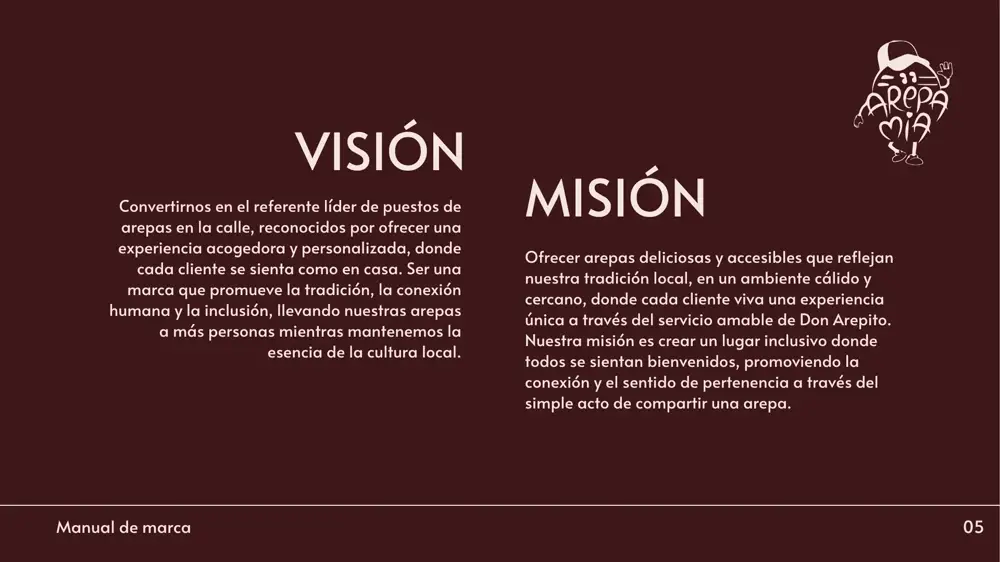 AREPA
MÍA
VISIÓN
Convertirnos en el referente líder de puestos de
arepas en la calle, reconocidos por ofrecer una
experiencia acogedora y personalizada, donde
cada cliente se sienta como en casa. Ser una
marca que promueve la tradición, la conexión
humana y la inclusión, llevando nuestras arepas
a más personas mientras mantenemos la
esencia de la cultura local.
MISIÓN
Ofrecer arepas deliciosas y accesibles que reflejan
nuestra tradición local, en un ambiente cálido y
cercano, donde cada cliente viva una experiencia
única a través del servicio amable de Don Arepito.
Nuestra misión es crear un lugar inclusivo donde
todos se sientan bienvenidos, promoviendo la
conexión y el sentido de pertenencia a través del
simple acto de compartir una arepa.
Manual de marca
05